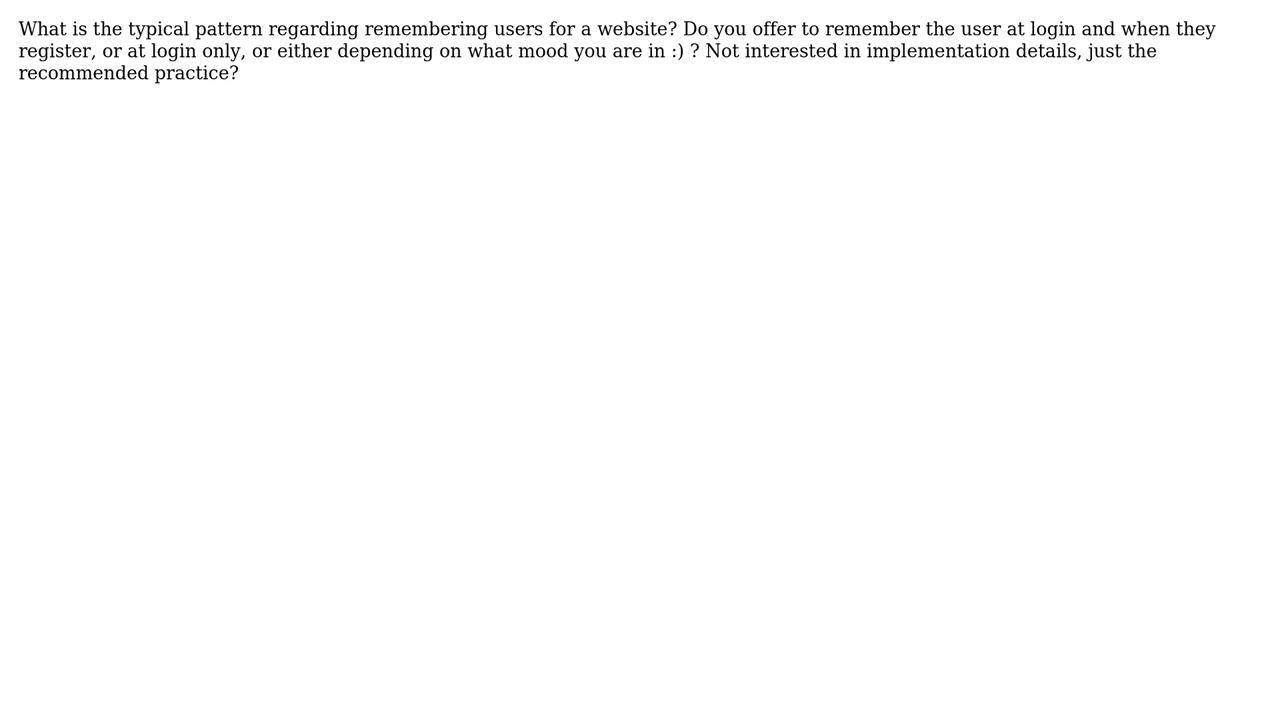 What is the typical pattern regarding remembering users for a website? Do you offer to remember the user at login and when they
register, or at login only, or either depending on what mood you are in :) ? Not interested in implementation details, just the
recommended practice?